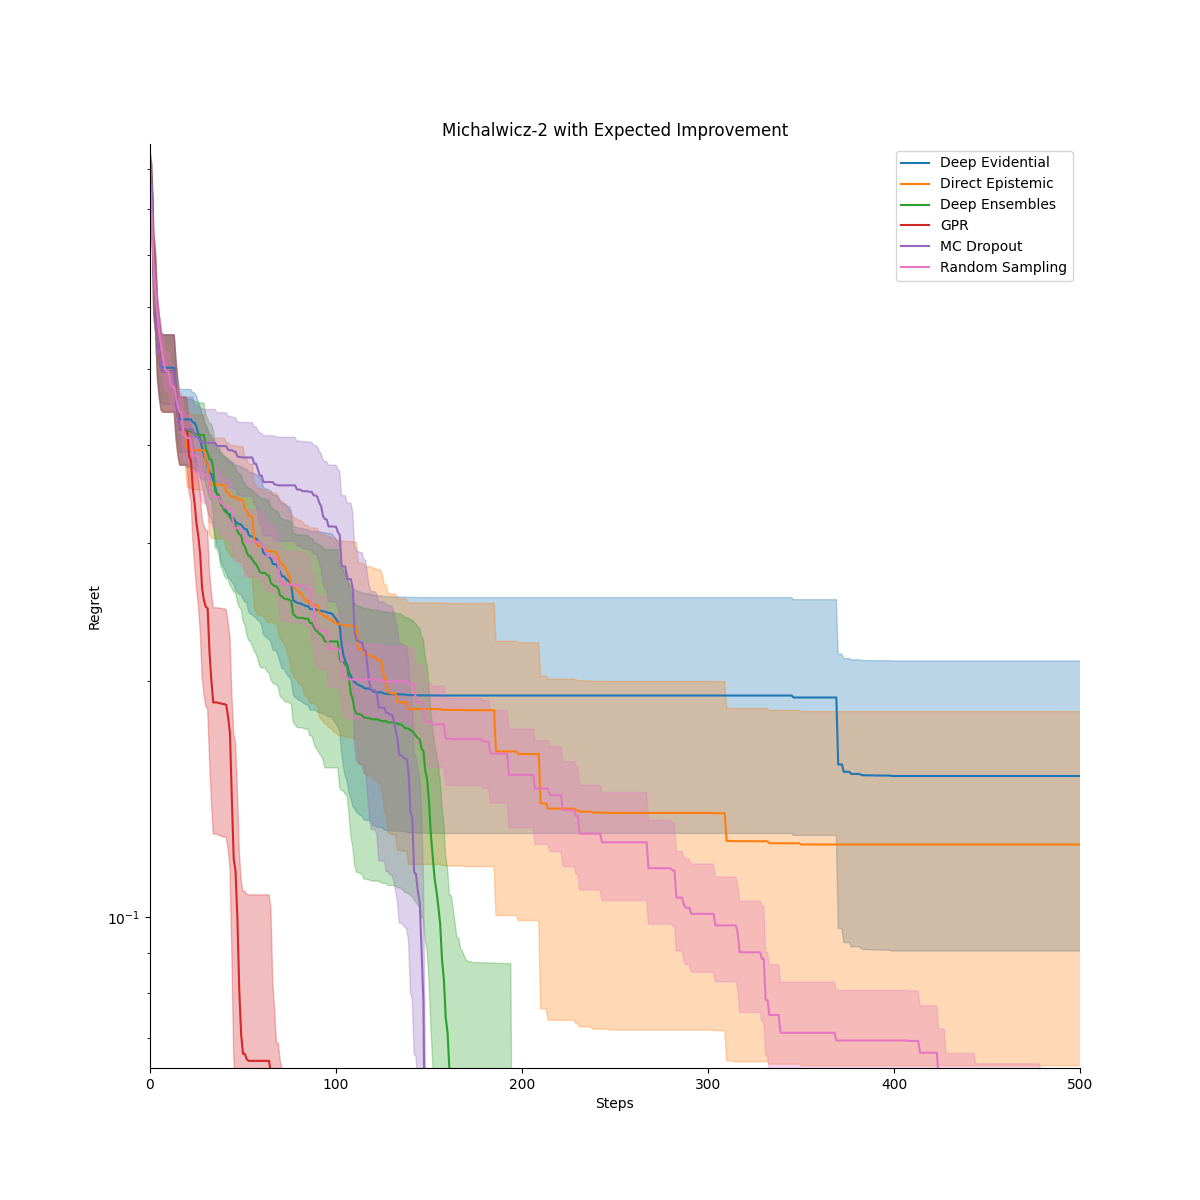 Michalwicz-2 with Expected Improvement
Deep Evidential
Direct Epistemic
Deep Ensembles
GPR
MC Dropout
Random Sampling
Regret
10⁻¹
0 100 200 300 400 500
Steps